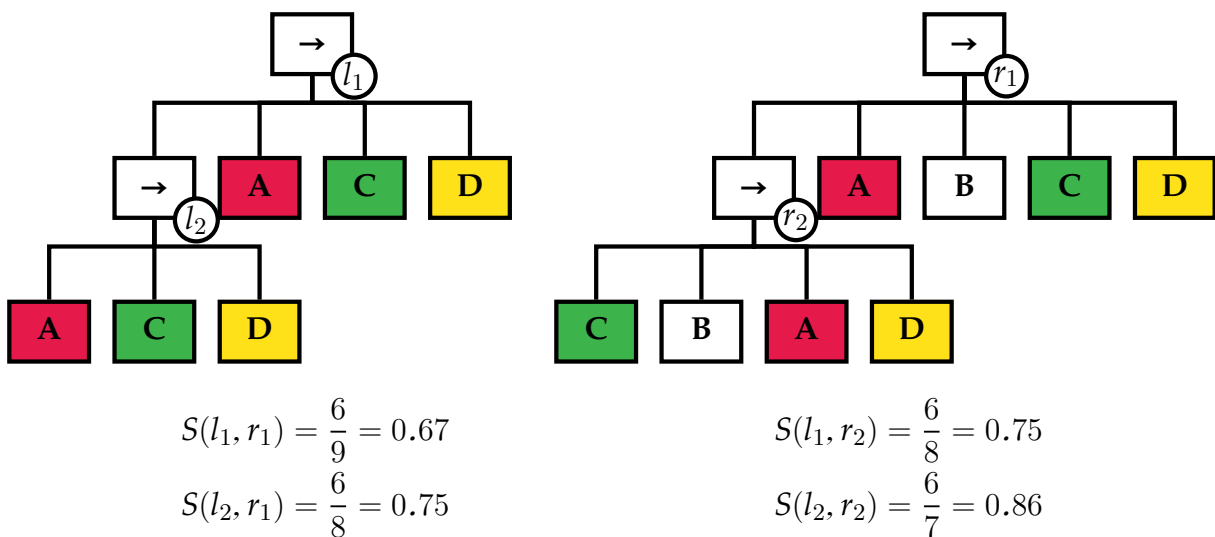 → →
l₁ r₁
→ A C D → A B C D
l₂ r₂
A C D C B A D
S(l₁, r₁) = 6/9 = 0.67 S(l₁, r₂) = 6/8 = 0.75
S(l₂, r₁) = 6/8 = 0.75 S(l₂, r₂) = 6/7 = 0.86